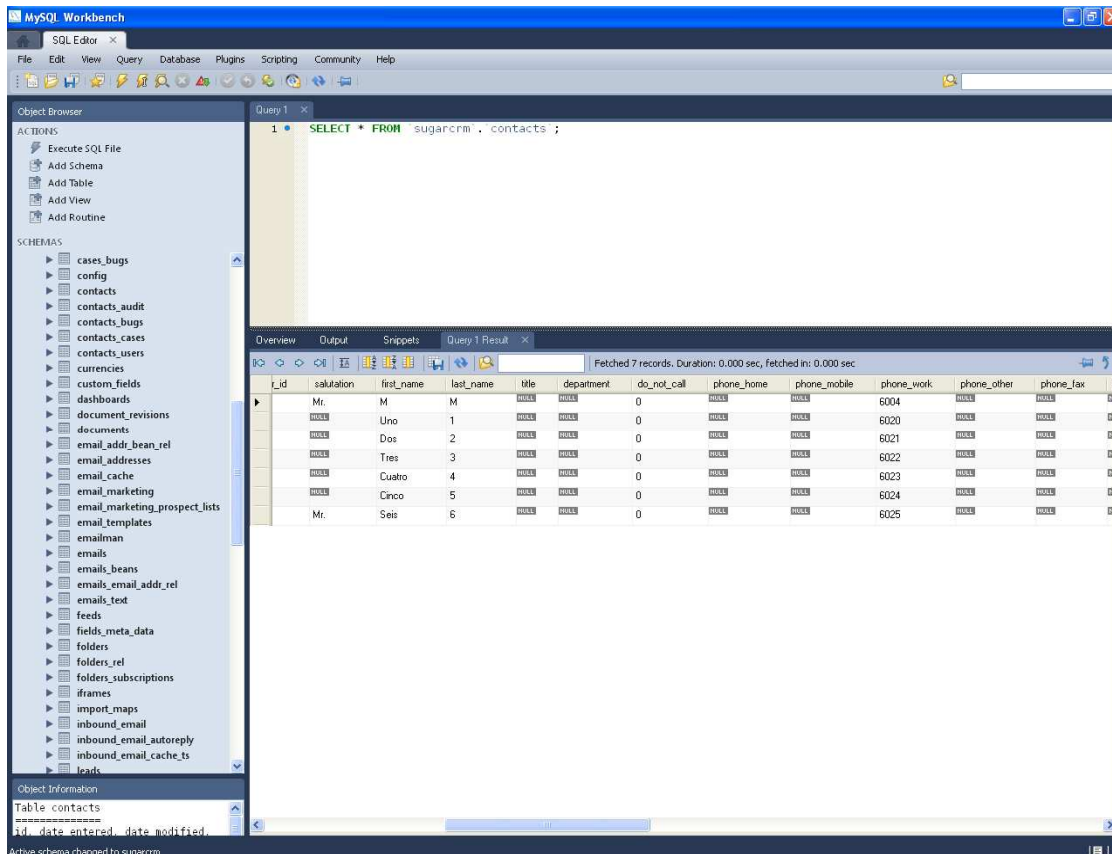 MySQL Workbench
SQL Editor
File Edit View Query Database Plugins Scripting Community Help
Object Browser
ACTIONS
Execute SQL File
Add Schema
Add Table
Add View
Add Routine
SCHEMAS
cases_bugs
config
contacts
contacts_audit
contacts_bugs
contacts_cases
contacts_users
currencies
custom_fields
dashboards
document_revisions
documents
email_addr_bean_rel
email_addresses
email_cache
email_marketing
email_marketing_prospect_lists
email_templates
emailman
emails
emails_beans
emails_email_addr_rel
emails_text
feeds
fields_meta_data
folders
folders_rel
folders_subscriptions
iframes
import_maps
inbound_email
inbound_email_autoreply
inbound_email_cache_ts
leads
Object Information
Table contacts
==============
id, date entered, date modified,
Query 1
1 SELECT * FROM `sugarcrm`.`contacts`;
Overview Output Snippets Query 1 Result
Fetched 7 records. Duration: 0.000 sec, fetched in: 0.000 sec
r_id salutation first_name last_name title department do_not_call phone_home phone_mobile phone_work phone_other phone_fax
Mr. M M NULL NULL 0 NULL NULL 6004 NULL NULL
NULL Uno 1 NULL NULL 0 NULL NULL 6020 NULL NULL
NULL Dos 2 NULL NULL 0 NULL NULL 6021 NULL NULL
NULL Tres 3 NULL NULL 0 NULL NULL 6022 NULL NULL
NULL Cuatro 4 NULL NULL 0 NULL NULL 6023 NULL NULL
NULL Cinco 5 NULL NULL 0 NULL NULL 6024 NULL NULL
Mr. Seis 6 NULL NULL 0 NULL NULL 6025 NULL NULL
Active schema changed to sugarcrm